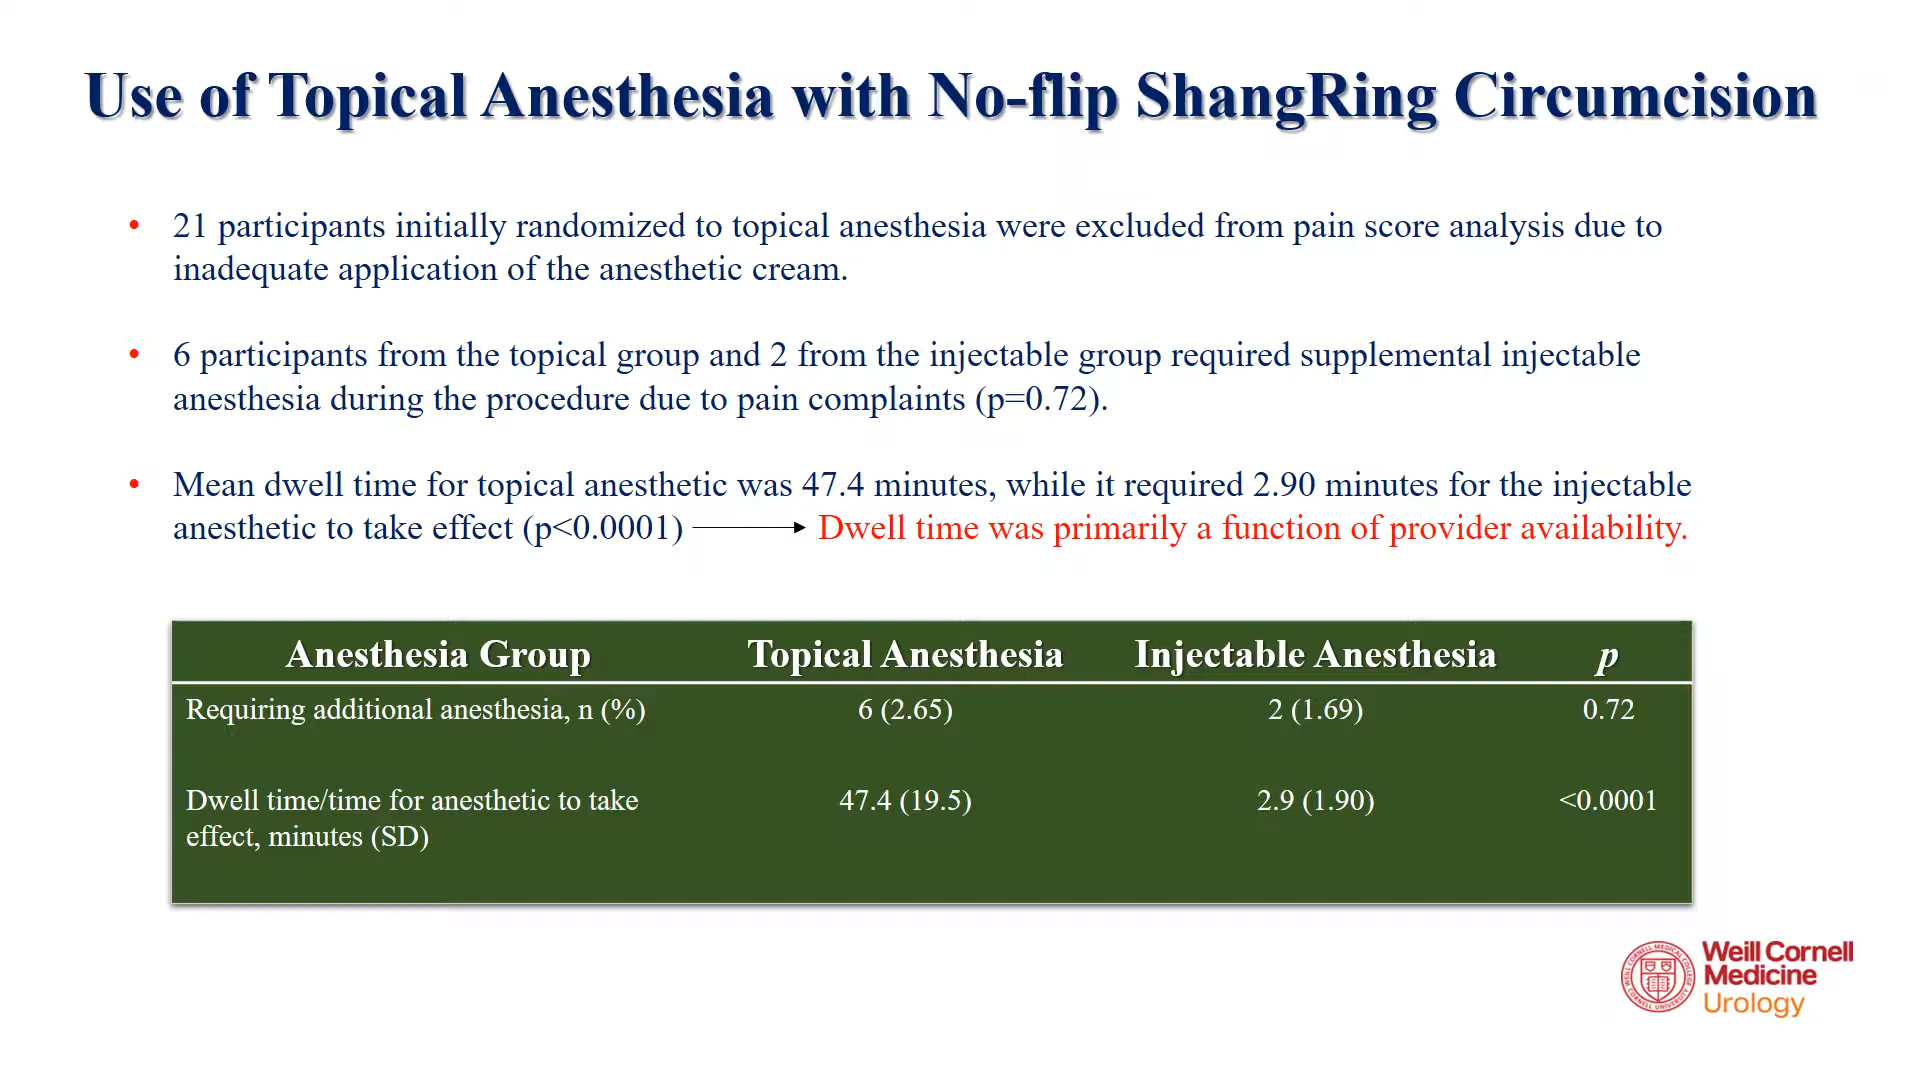 Use of Topical Anesthesia with No-flip ShangRing Circumcision
• 21 participants initially randomized to topical anesthesia were excluded from pain score analysis due to
inadequate application of the anesthetic cream.
• 6 participants from the topical group and 2 from the injectable group required supplemental injectable
anesthesia during the procedure due to pain complaints (p=0.72).
• Mean dwell time for topical anesthetic was 47.4 minutes, while it required 2.90 minutes for the injectable
anesthetic to take effect (p<0.0001) Dwell time was primarily a function of provider availability.
Anesthesia Group Topical Anesthesia Injectable Anesthesia p
Requiring additional anesthesia, n (%) 6 (2.65) 2 (1.69) 0.72
Dwell time/time for anesthetic to take 47.4 (19.5) 2.9 (1.90) <0.0001
effect, minutes (SD)
Weill Cornell
Medicine
Urology